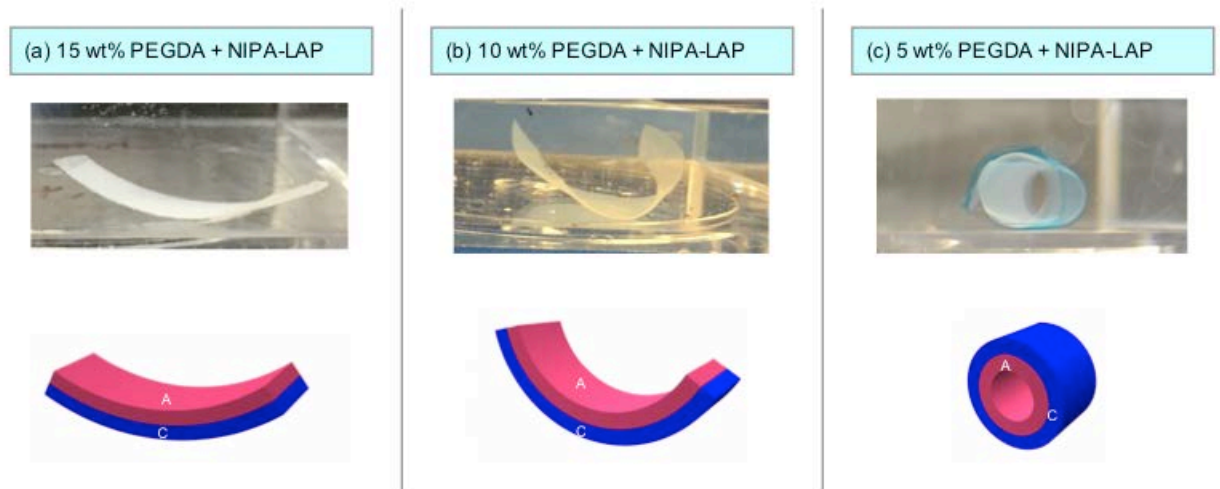 (a) 15 wt% PEGDA + NIPA-LAP
(b) 10 wt% PEGDA + NIPA-LAP
(c) 5 wt% PEGDA + NIPA-LAP
A
C
A
C
A
C